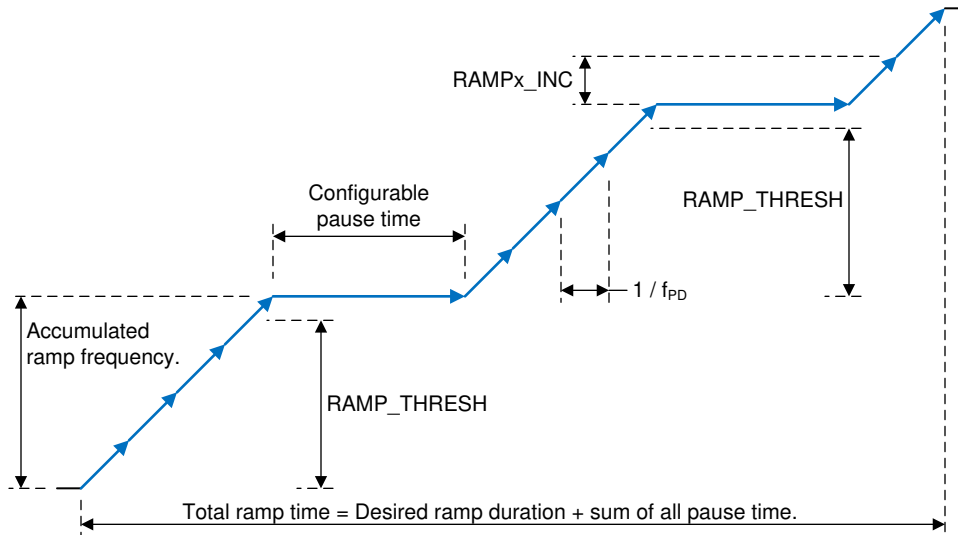 RAMPx_INC
Configurable
pause time
RAMP_THRESH
1 / fPD
Accumulated
ramp frequency.
RAMP_THRESH
Total ramp time = Desired ramp duration + sum of all pause time.